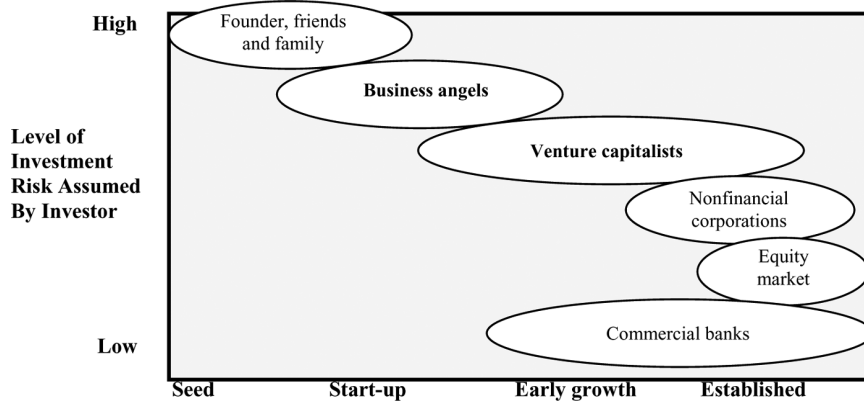 High
Founder, friends
and family
Business angels
Level of
Investment
Risk Assumed
By Investor
Venture capitalists
Nonfinancial
corporations
Equity
market
Commercial banks
Low
Seed
Start-up
Early growth
Established